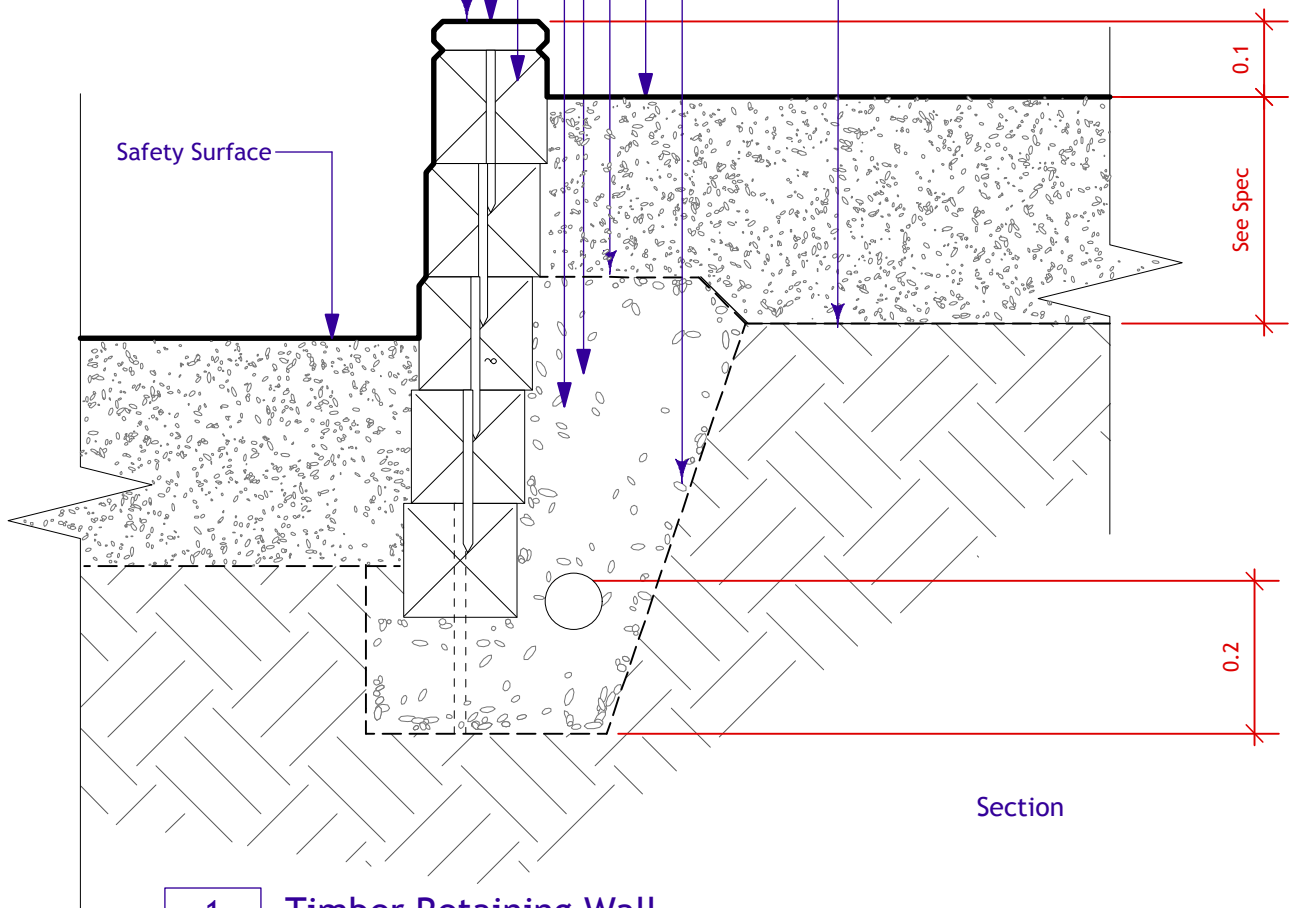 0.1
Safety Surface
See Spec
0.2
Section
1
Timber Retaining Wall